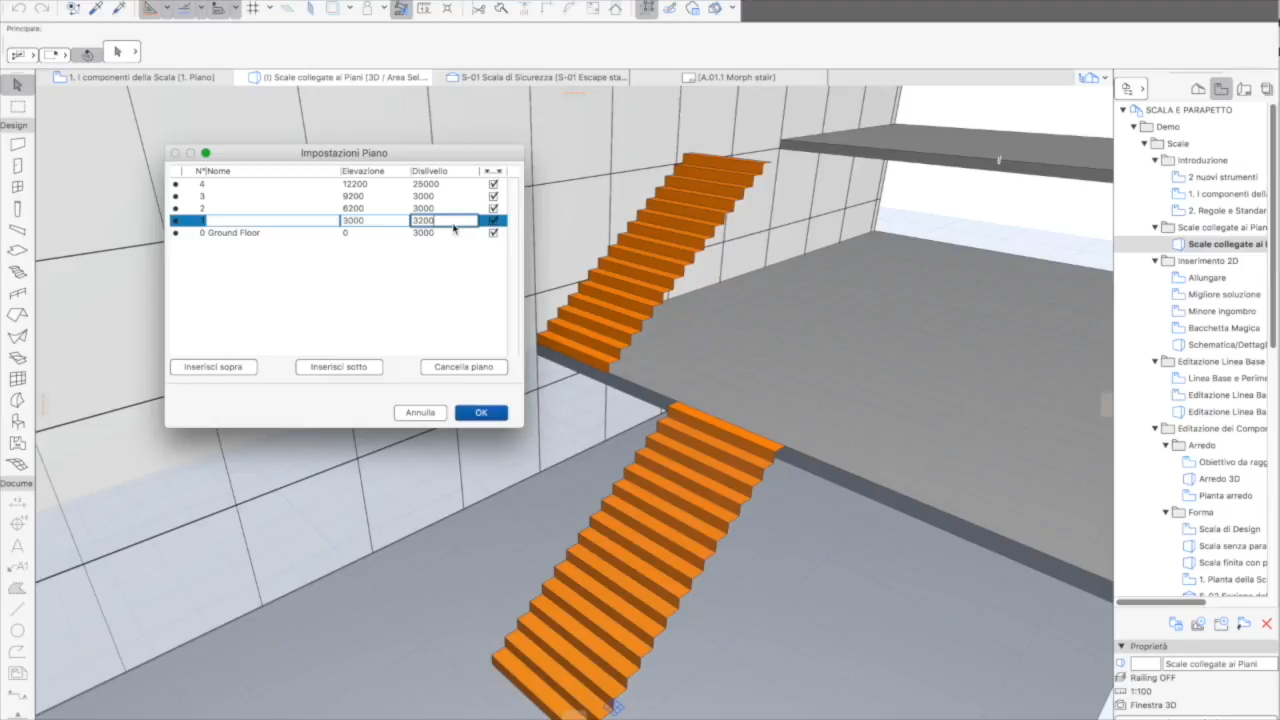 Principale:
1. I componenti della Scala [1. Piano]
(!) Scale collegate ai Piani [3D / Area Sel...
S-01 Scala di Sicurezza [S-01 Escape sta...
[A.01.1 Morph stair]
Design
Docume
Impostazioni Piano
N° Nome Elevazione Dislivello
4 12200 25000
3 9200 3000
2 6200 3000
1 3000 3200
0 Ground Floor 0 3000
Inserisci sopra
Inserisci sotto
Cancella piano
Annulla
OK
SCALA E PARAPETTO
Demo
Scale
Introduzione
2 nuovi strumenti
1. I componenti dell
2. Regole e Standar
Scale collegate ai Pian
Scale collegate ai
Inserimento 2D
Allungare
Migliore soluzione
Minore ingombro
Bacchetta Magica
Schematica/Dettagl
Editazione Linea Base
Linea Base e Perime
Editazione Linea Ba
Editazione Linea Ba
Editazione dei Compor
Arredo
Obiettivo da ragg
Arredo 3D
Pianta arredo
Forma
Scala di Design
Scala senza para
Scala finita con p
1. Pianta della Sc
Proprietà
Scale collegate ai Piani
Railing OFF
1:100
Finestra 3D